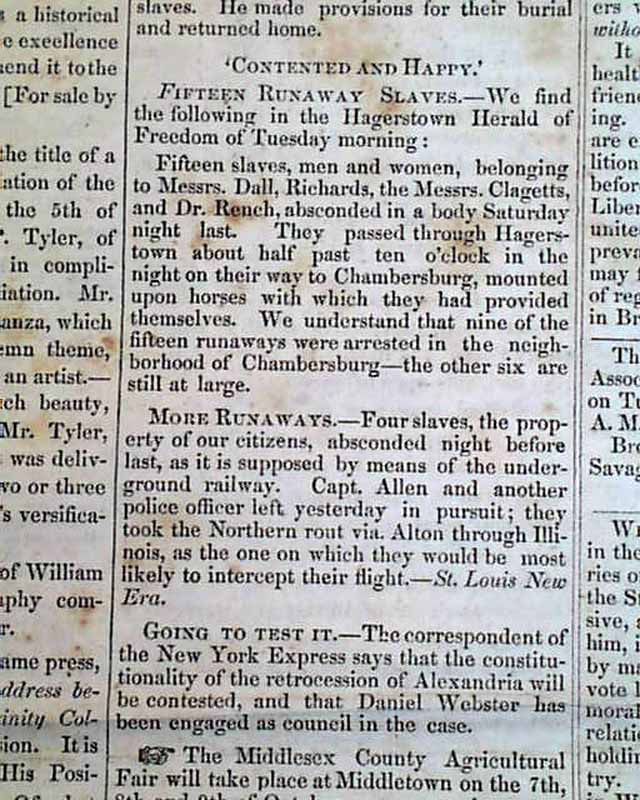 s a historical
e exeellence
nend it to the
[For sale by
the title of a
ation of the
the 5th of
Tyler, of
in compli-
iation. Mr.
anza, which
emn theme,
an artist.—
ch beauty,
Mr. Tyler,
was deliv-
wo or three
's versifica-
of William
aphy com-
r.
ame press,
ddress be-
inity Col-
sion. It is
His Posi-
slaves. He made provisions for their burial
and returned home.
'CONTENTED AND HAPPY.'
FIFTEEN RUNAWAY SLAVES.—We find
the following in the Hagerstown Herald of
Freedom of Tuesday morning:
Fifteen slaves, men and women, belonging
to Messrs. Dall, Richards, the Messrs. Clagetts,
and Dr. Rench, absconded in a body Saturday
night last. They passed through Hagers-
town about half past ten o'clock in the
night on their way to Chambersburg, mounted
upon horses with which they had provided
themselves. We understand that nine of the
fifteen runaways were arrested in the neigh-
borhood of Chambersburg—the other six are
still at large.
MORE RUNAWAYS.—Four slaves, the prop-
erty of our citizens, absconded night before
last, as it is supposed by means of the under-
ground railway. Capt. Allen and another
police officer left yesterday in pursuit; they
took the Northern rout via. Alton through Illi-
nois, as the one on which they would be most
likely to intercept their flight.—St. Louis New
Era.
GOING TO TEST IT.—The correspondent of
the New York Express says that the constitu-
tionality of the retrocession of Alexandria will
be contested, and that Daniel Webster has
been engaged as council in the case.
☞ The Middlesex County Agricultural
Fair will take place at Middletown on the 7th,
ers
witho
It
healt
friend
ing.
are e
lition
befor
Liber
unite
preva
may
of reg
in Br
Th
Assoc
on Tu
A. M.
Bro
Savag
in the
ries o
the St
sive, a
him, i
by mu
vote
moral
relati
holdin
try.